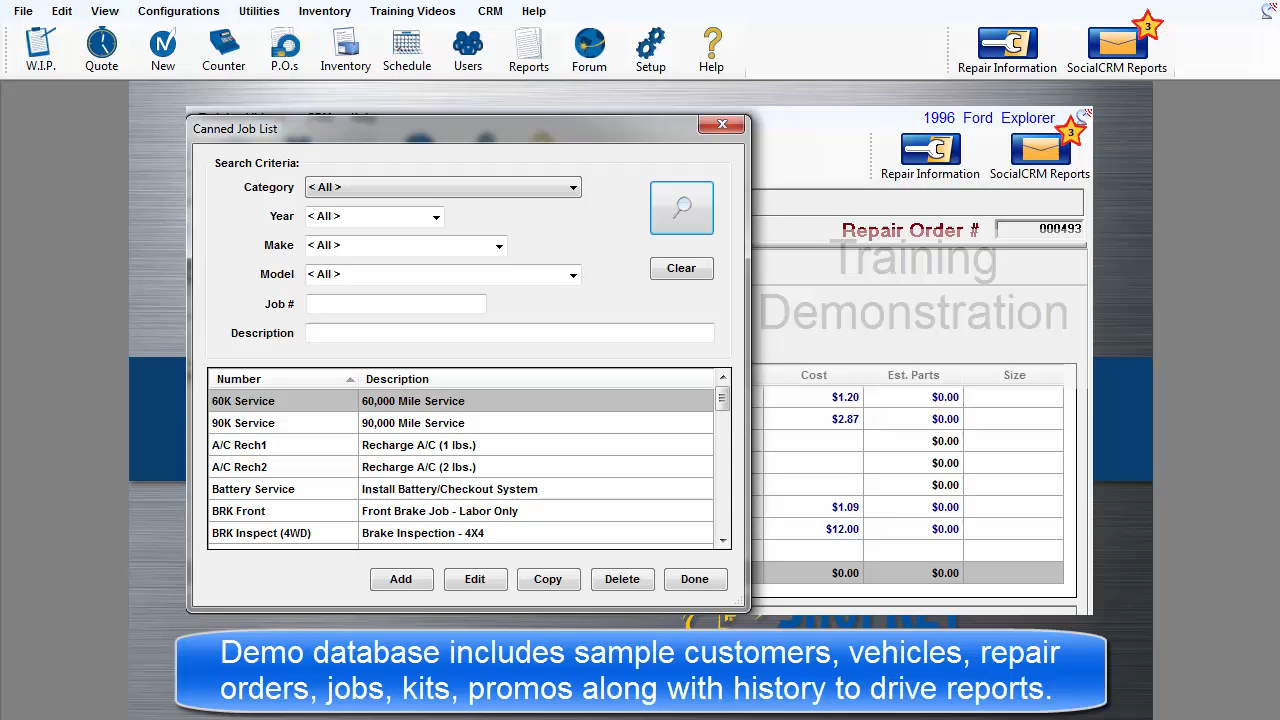 File Edit View Configurations Utilities Inventory Training Videos CRM Help
W.I.P. Quote New Counter P.O.s Inventory Schedule Users Reports Forum Setup Help
3
Repair Information SocialCRM Reports
1996 Ford Explorer
3
Repair Information SocialCRM Reports
Canned Job List
Search Criteria:
Category < All >
Year < All >
Make < All >
Model < All >
Job #
Description
Clear
Repair Order # 000493
Training
Demonstration
Number Description
60K Service 60,000 Mile Service
90K Service 90,000 Mile Service
A/C Rech1 Recharge A/C (1 lbs.)
A/C Rech2 Recharge A/C (2 lbs.)
Battery Service Install Battery/Checkout System
BRK Front Front Brake Job - Labor Only
BRK Inspect (4WD) Brake Inspection - 4X4
Cost Est. Parts Size
$1.20 $0.00
$2.87 $0.00
$0.00
$0.00
$0.00
$1.09 $0.00
$12.00 $0.00
$0.00 $0.00
Add Edit Copy Delete Done
Demo database includes sample customers, vehicles, repair
orders, jobs, kits, promos along with history to drive reports.